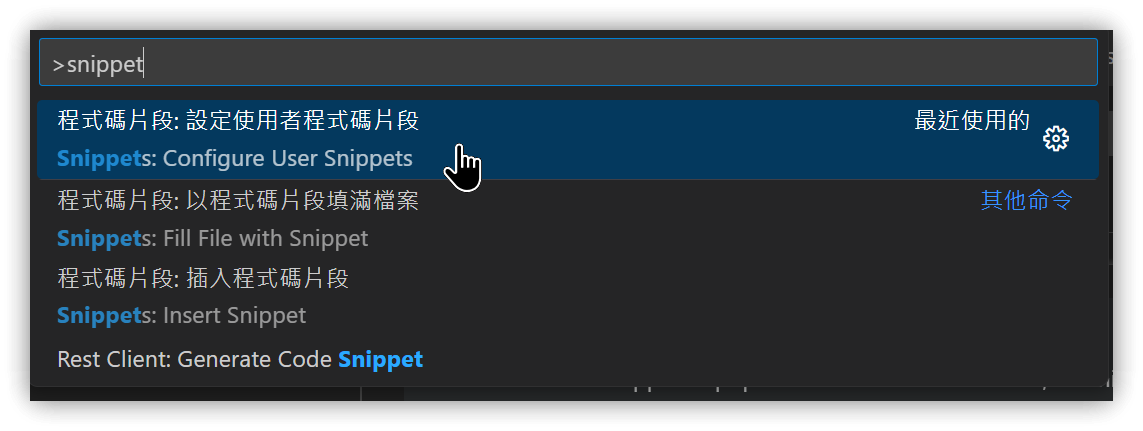 >snippet
程式碼片段: 設定使用者程式碼片段 最近使用的
Snippets: Configure User Snippets
程式碼片段: 以程式碼片段填滿檔案 其他命令
Snippets: Fill File with Snippet
程式碼片段: 插入程式碼片段
Snippets: Insert Snippet
Rest Client: Generate Code Snippet